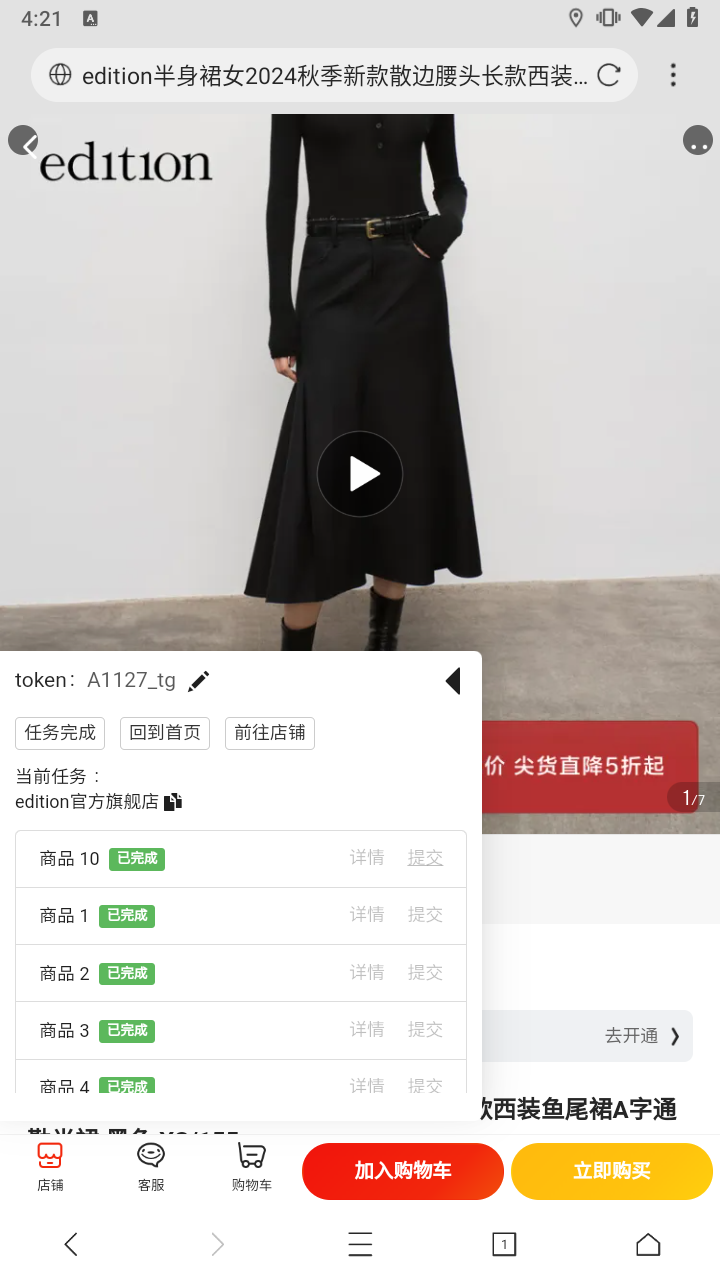 4:21
edition半身裙女2024秋季新款散边腰头长款西装...
edition
token： A1127_tg
任务完成 回到首页 前往店铺
价 尖货直降5折起
当前任务：
edition官方旗舰店
1/7
商品 10 已完成 详情 提交
商品 1 已完成 详情 提交
商品 2 已完成 详情 提交
商品 3 已完成 详情 提交
去开通
商品 4 已完成 详情 提交
款西装鱼尾裙A字通
店铺 客服 购物车 加入购物车 立即购买
1